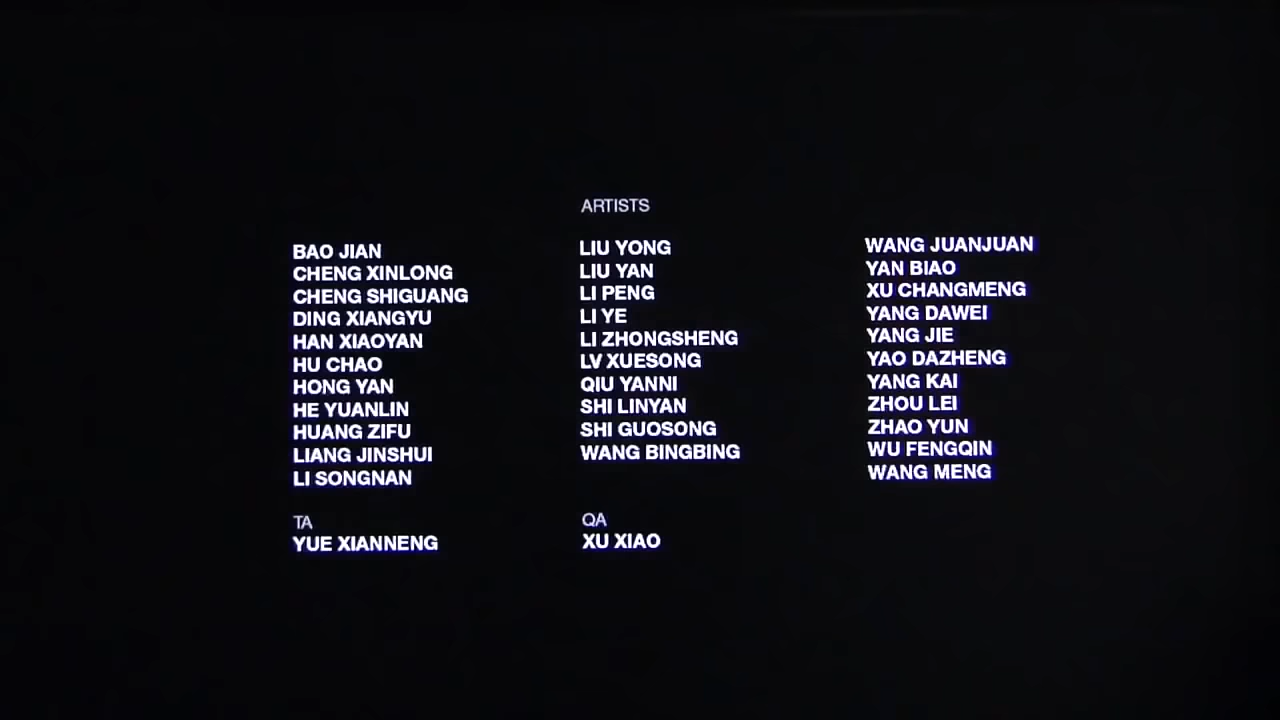 ARTISTS
BAO JIAN
CHENG XINLONG
CHENG SHIGUANG
DING XIANGYU
HAN XIAOYAN
HU CHAO
HONG YAN
HE YUANLIN
HUANG ZIFU
LIANG JINSHUI
LI SONGNAN
LIU YONG
LIU YAN
LI PENG
LI YE
LI ZHONGSHENG
LV XUESONG
QIU YANNI
SHI LINYAN
SHI GUOSONG
WANG BINGBING
WANG JUANJUAN
YAN BIAO
XU CHANGMENG
YANG DAWEI
YANG JIE
YAO DAZHENG
YANG KAI
ZHOU LEI
ZHAO YUN
WU FENGQIN
WANG MENG
TA
YUE XIANNENG
QA
XU XIAO